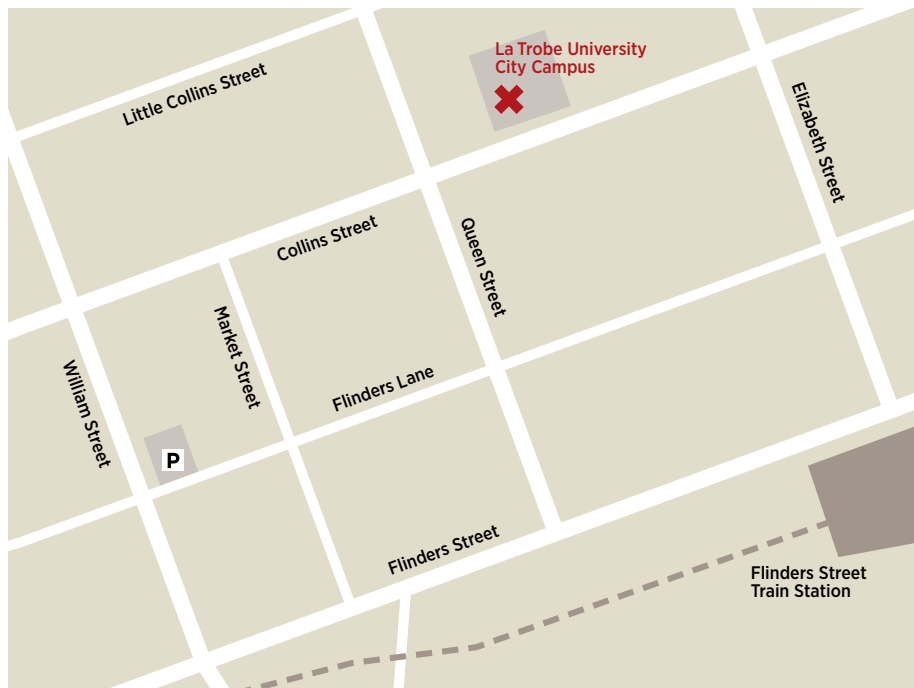 La Trobe University
City Campus
Little Collins Street
Elizabeth Street
Collins Street
Queen Street
Market Street
William Street
Flinders Lane
P
Flinders Street
Flinders Street
Train Station